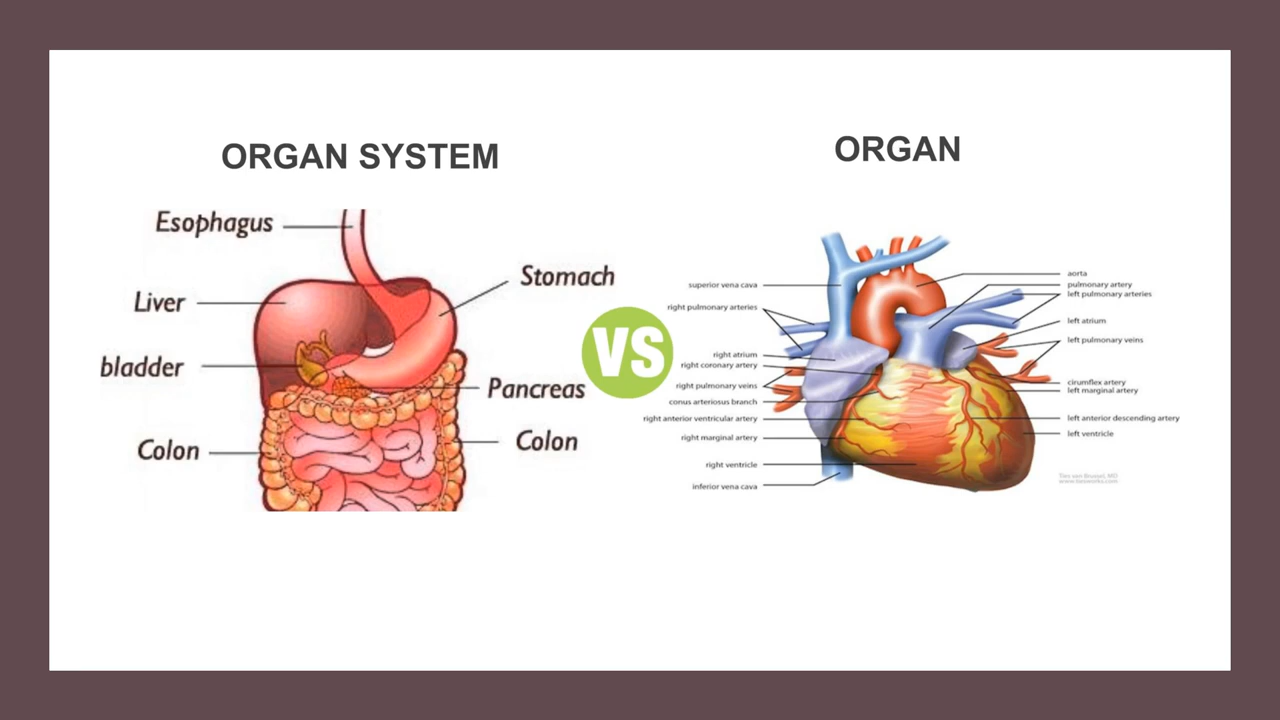 ORGAN SYSTEM
Esophagus
Liver
bladder
Colon
Stomach
Pancreas
Colon
VS
ORGAN
superior vena cava
right pulmonary arteries
right atrium
right coronary artery
right pulmonary veins
conus arteriosus branch
right anterior ventricular artery
right marginal artery
right ventricle
inferior vena cava
aorta
pulmonary artery
left pulmonary arteries
left atrium
left pulmonary veins
cirumflex artery
left marginal artery
left anterior descending artery
left ventricle